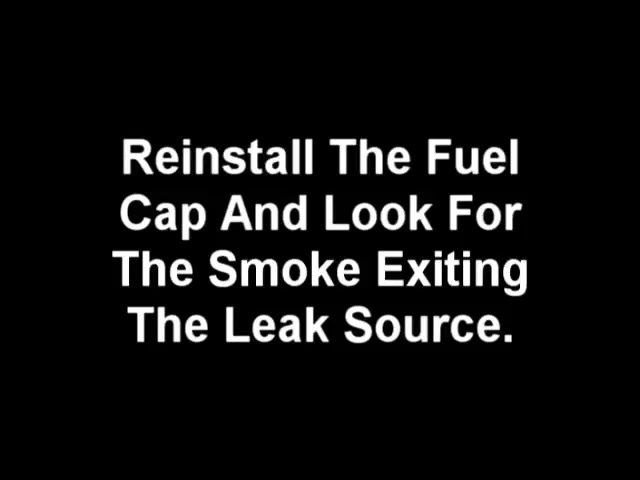 Reinstall The Fuel
Cap And Look For
The Smoke Exiting
The Leak Source.